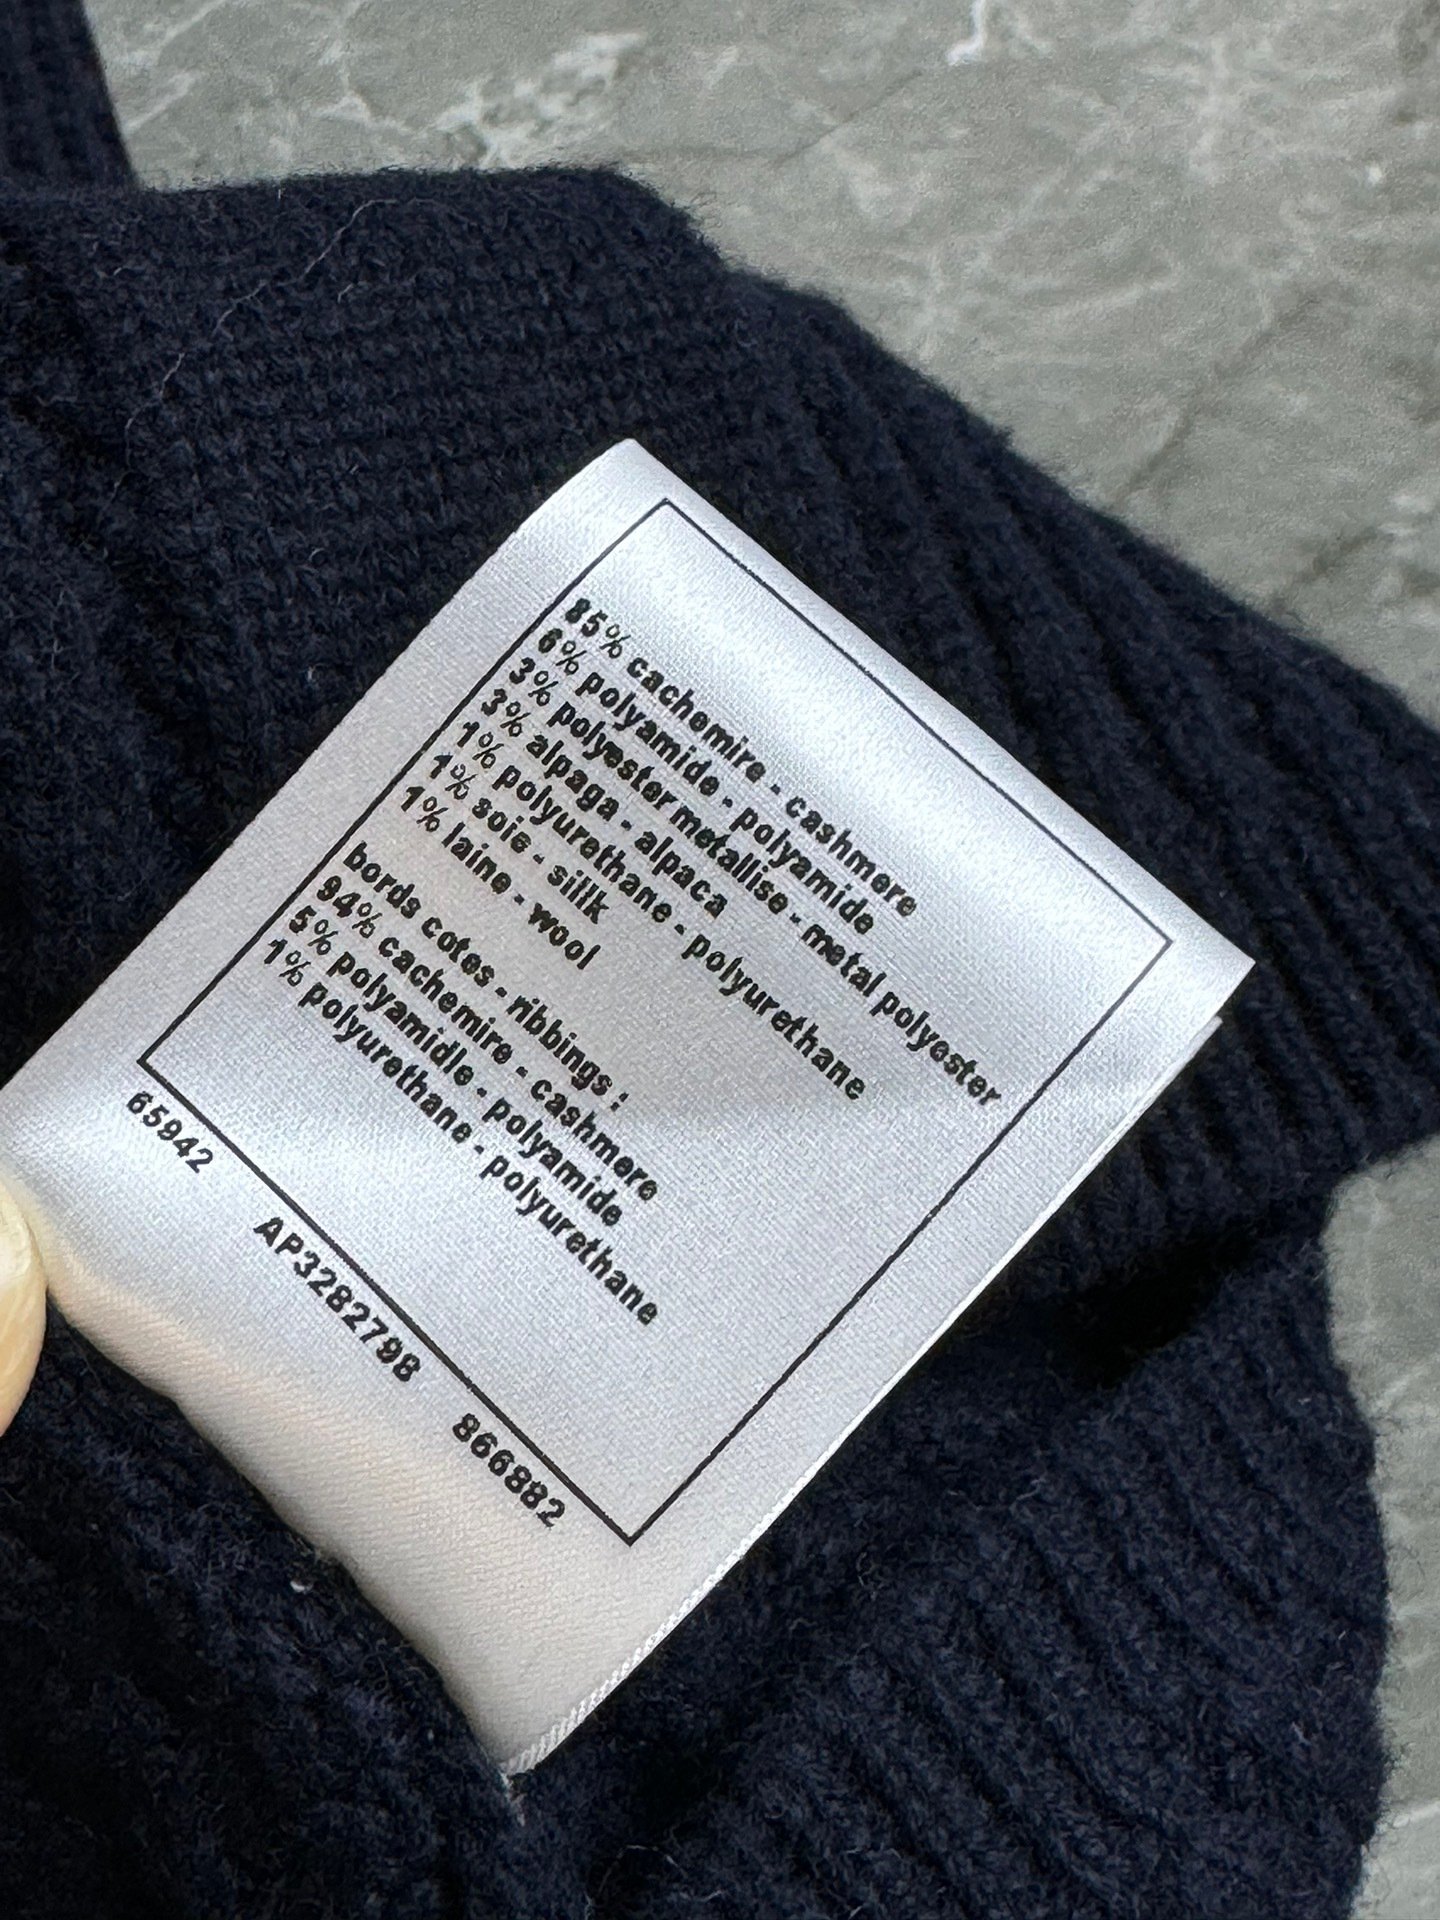 85% cachemire - cashmere
6% polyamide - polyamide
3% polyester metallise - metal polyester
3% alpaga - alpaca
1% polyurethane - polyurethane
1% soie - sillk
1% laine - wool
bords cotes - ribbings :
94% cachemire - cashmere
5% polyamidle - polyamide
1% polyurethane - polyurethane
65942 AP3282798 866882